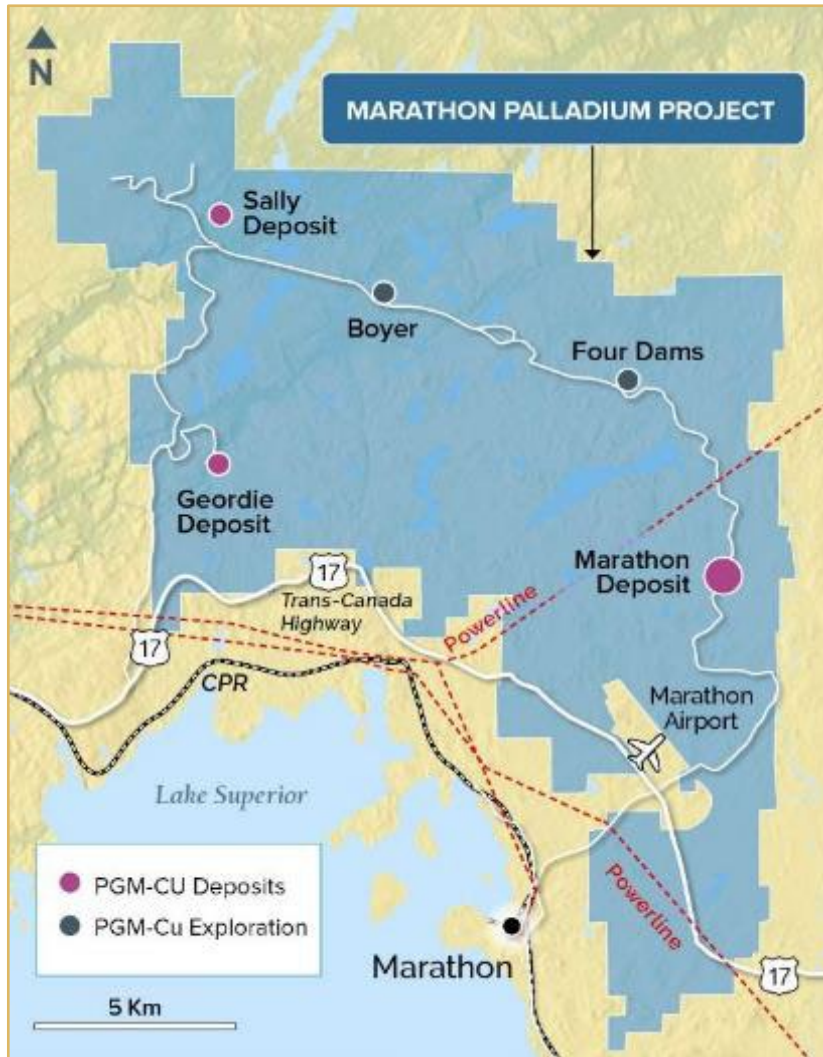 N
MARATHON PALLADIUM PROJECT
Sally
Deposit
Boyer
Four Dams
Geordie
Deposit
Marathon
Deposit
17
Trans-Canada
Highway
Powerline
17
CPR
Marathon
Airport
Lake Superior
PGM-CU Deposits
PGM-Cu Exploration
Powerline
Marathon
17
5 Km